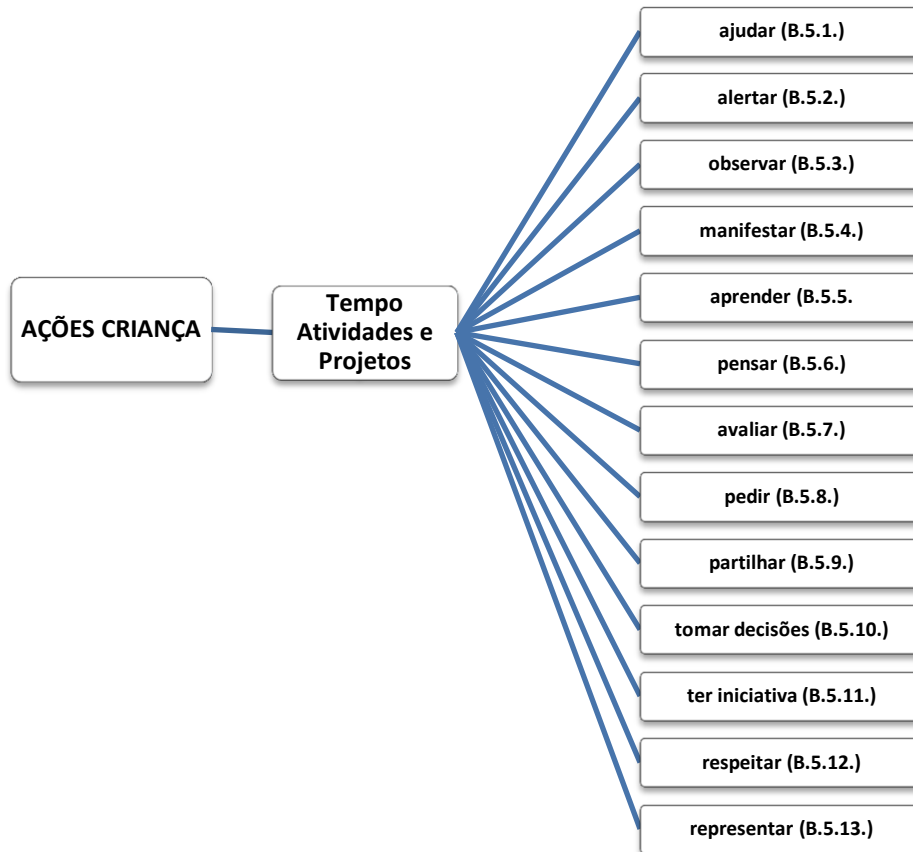 AÇÕES CRIANÇA
Tempo
Atividades e
Projetos
ajudar (B.5.1.)
alertar (B.5.2.)
observar (B.5.3.)
manifestar (B.5.4.)
aprender (B.5.5.
pensar (B.5.6.)
avaliar (B.5.7.)
pedir (B.5.8.)
partilhar (B.5.9.)
tomar decisões (B.5.10.)
ter iniciativa (B.5.11.)
respeitar (B.5.12.)
representar (B.5.13.)